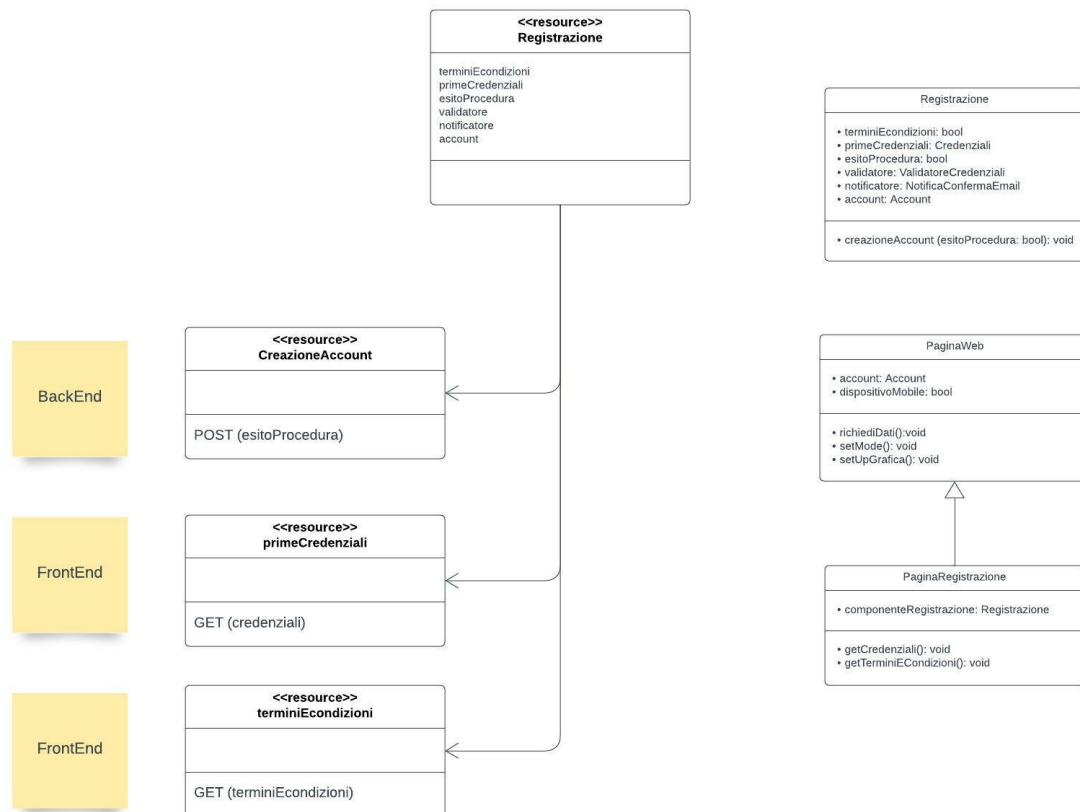 <<resource>>
Registrazione
terminiEcondizioni
primeCredenziali
esitoProcedura
validatore
notificatore
account
Registrazione
• terminiEcondizioni: bool
• primeCredenziali: Credenziali
• esitoProcedura: bool
• validatore: ValidatoreCredenziali
• notificatore: NotificaConfermaEmail
• account: Account
• creazioneAccount (esitoProcedura: bool): void
BackEnd
<<resource>>
CreazioneAccount
POST (esitoProcedura)
PaginaWeb
• account: Account
• dispositivoMobile: bool
• richiediDati():void
• setMode(): void
• setUpGrafica(): void
FrontEnd
<<resource>>
primeCredenziali
GET (credenziali)
PaginaRegistrazione
• componenteRegistrazione: Registrazione
• getCredenziali(): void
• getTerminiECondizioni(): void
FrontEnd
<<resource>>
terminiEcondizioni
GET (terminiEcondizioni)